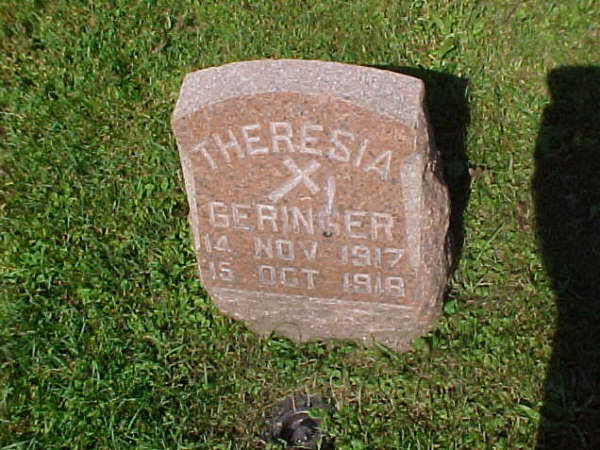 THERESIA
GERINGER
14 NOV 1917
15 OCT 1918